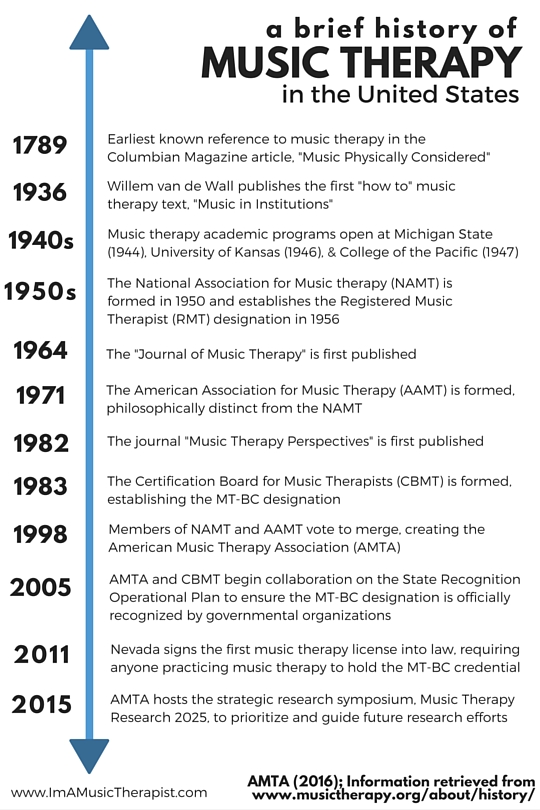 a brief history of
MUSIC THERAPY
in the United States
1789
Earliest known reference to music therapy in the
Columbian Magazine article, "Music Physically Considered"
1936
Willem van de Wall publishes the first "how to" music
therapy text, "Music in Institutions"
1940s
Music therapy academic programs open at Michigan State
(1944), University of Kansas (1946), & College of the Pacific (1947)
1950s
The National Association for Music therapy (NAMT) is
formed in 1950 and establishes the Registered Music
Therapist (RMT) designation in 1956
1964
The "Journal of Music Therapy" is first published
1971
The American Association for Music Therapy (AAMT) is formed,
philosophically distinct from the NAMT
1982
The journal "Music Therapy Perspectives" is first published
1983
The Certification Board for Music Therapists (CBMT) is formed,
establishing the MT-BC designation
1998
Members of NAMT and AAMT vote to merge, creating the
American Music Therapy Association (AMTA)
2005
AMTA and CBMT begin collaboration on the State Recognition
Operational Plan to ensure the MT-BC designation is officially
recognized by governmental organizations
2011
Nevada signs the first music therapy license into law, requiring
anyone practicing music therapy to hold the MT-BC credential
2015
AMTA hosts the strategic research symposium, Music Therapy
Research 2025, to prioritize and guide future research efforts
www.ImAMusicTherapist.com
AMTA (2016); Information retrieved from
www.musictherapy.org/about/history/